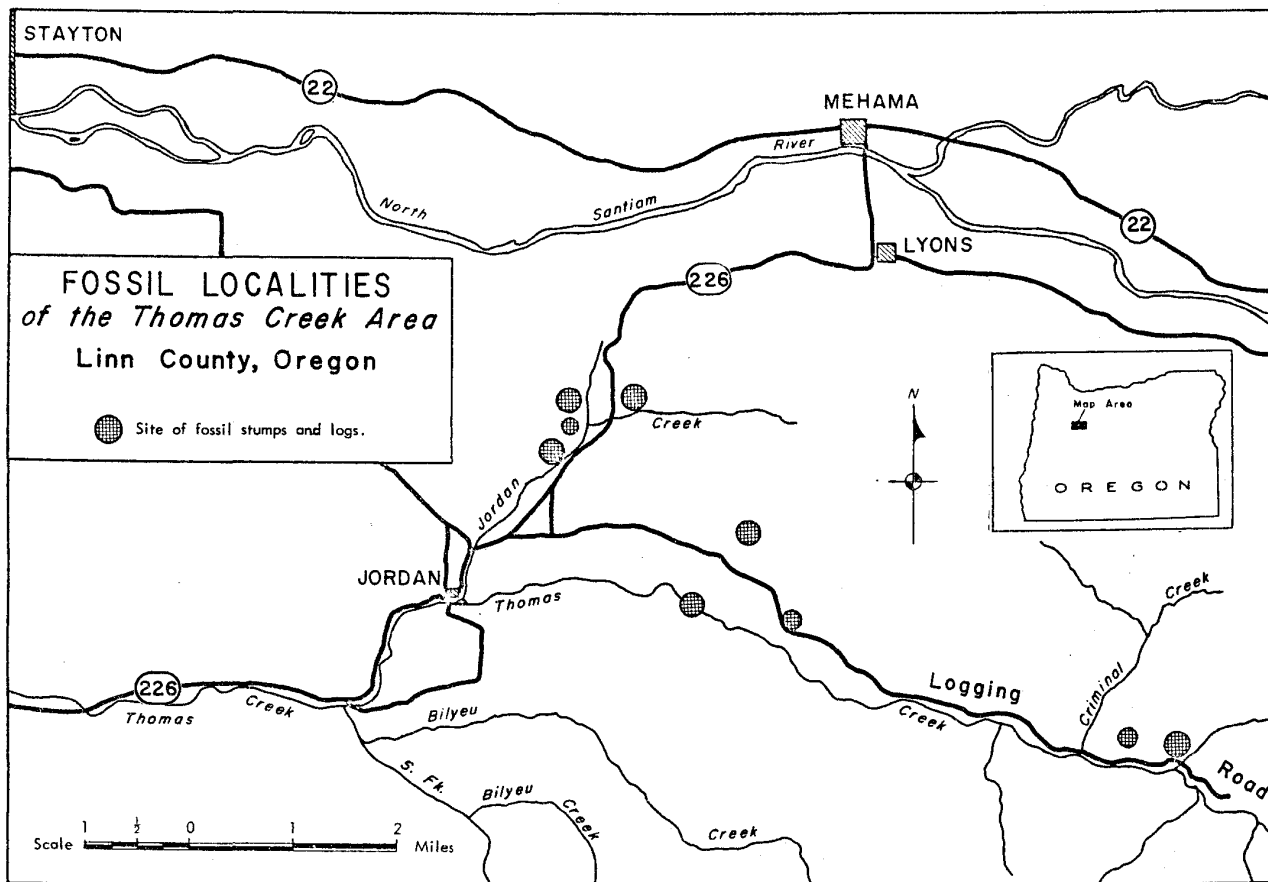 STAYTON
22
MEHAMA
River
North
Santiam
22
LYONS
226
FOSSIL LOCALITIES
of the Thomas Creek Area
Linn County, Oregon
Site of fossil stumps and logs.
Creek
N
Map Area
OREGON
Jordan
JORDAN
Thomas
Creek
Criminal
Logging
Creek
226
Thomas
Creek
Bilyeu
S. Fk.
Bilyeu
Creek
Creek
Road
Scale
1 ½ 0 1 2
Miles